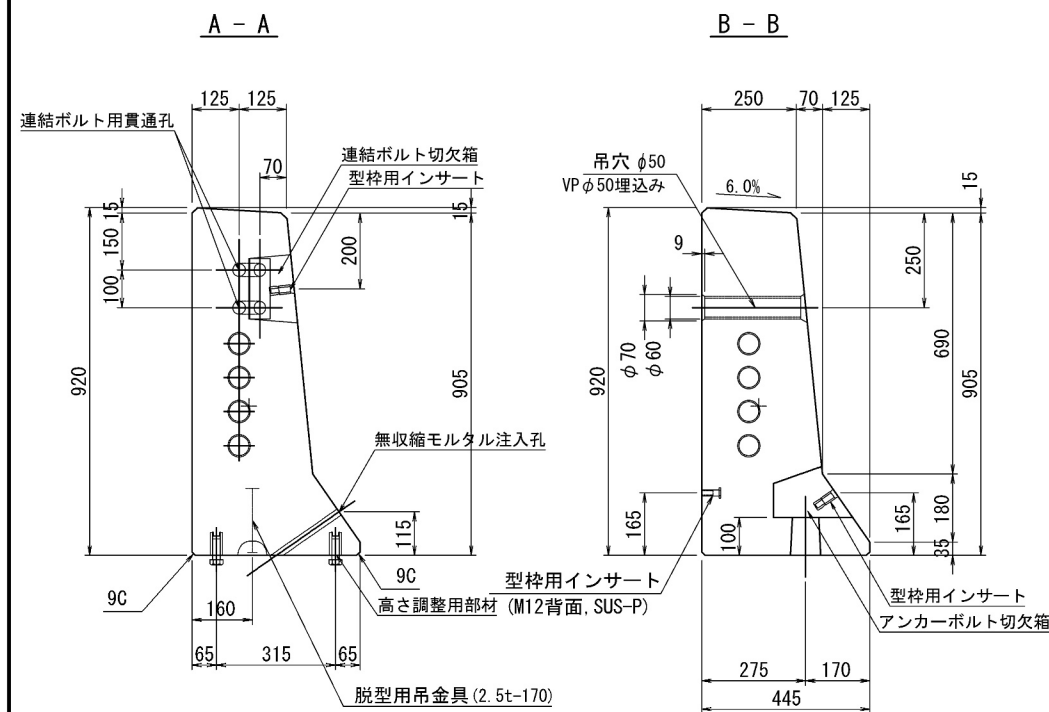 A - A
125
125
連結ボルト用貫通孔
連結ボルト切欠箱
70
型枠用インサート
15
15
150
200
100
920
905
無収縮モルタル注入孔
115
9C
9C
高さ調整用部材
160
65
315
65
脱型用吊金具(2.5t-170)
B - B
250
70
125
吊穴 φ50
VPφ50埋込み
6.0%
15
9
250
φ70
φ60
690
920
905
165
100
165
180
35
型枠用インサート
(M12背面,SUS-P)
型枠用インサート
アンカーボルト切欠箱
275
170
445